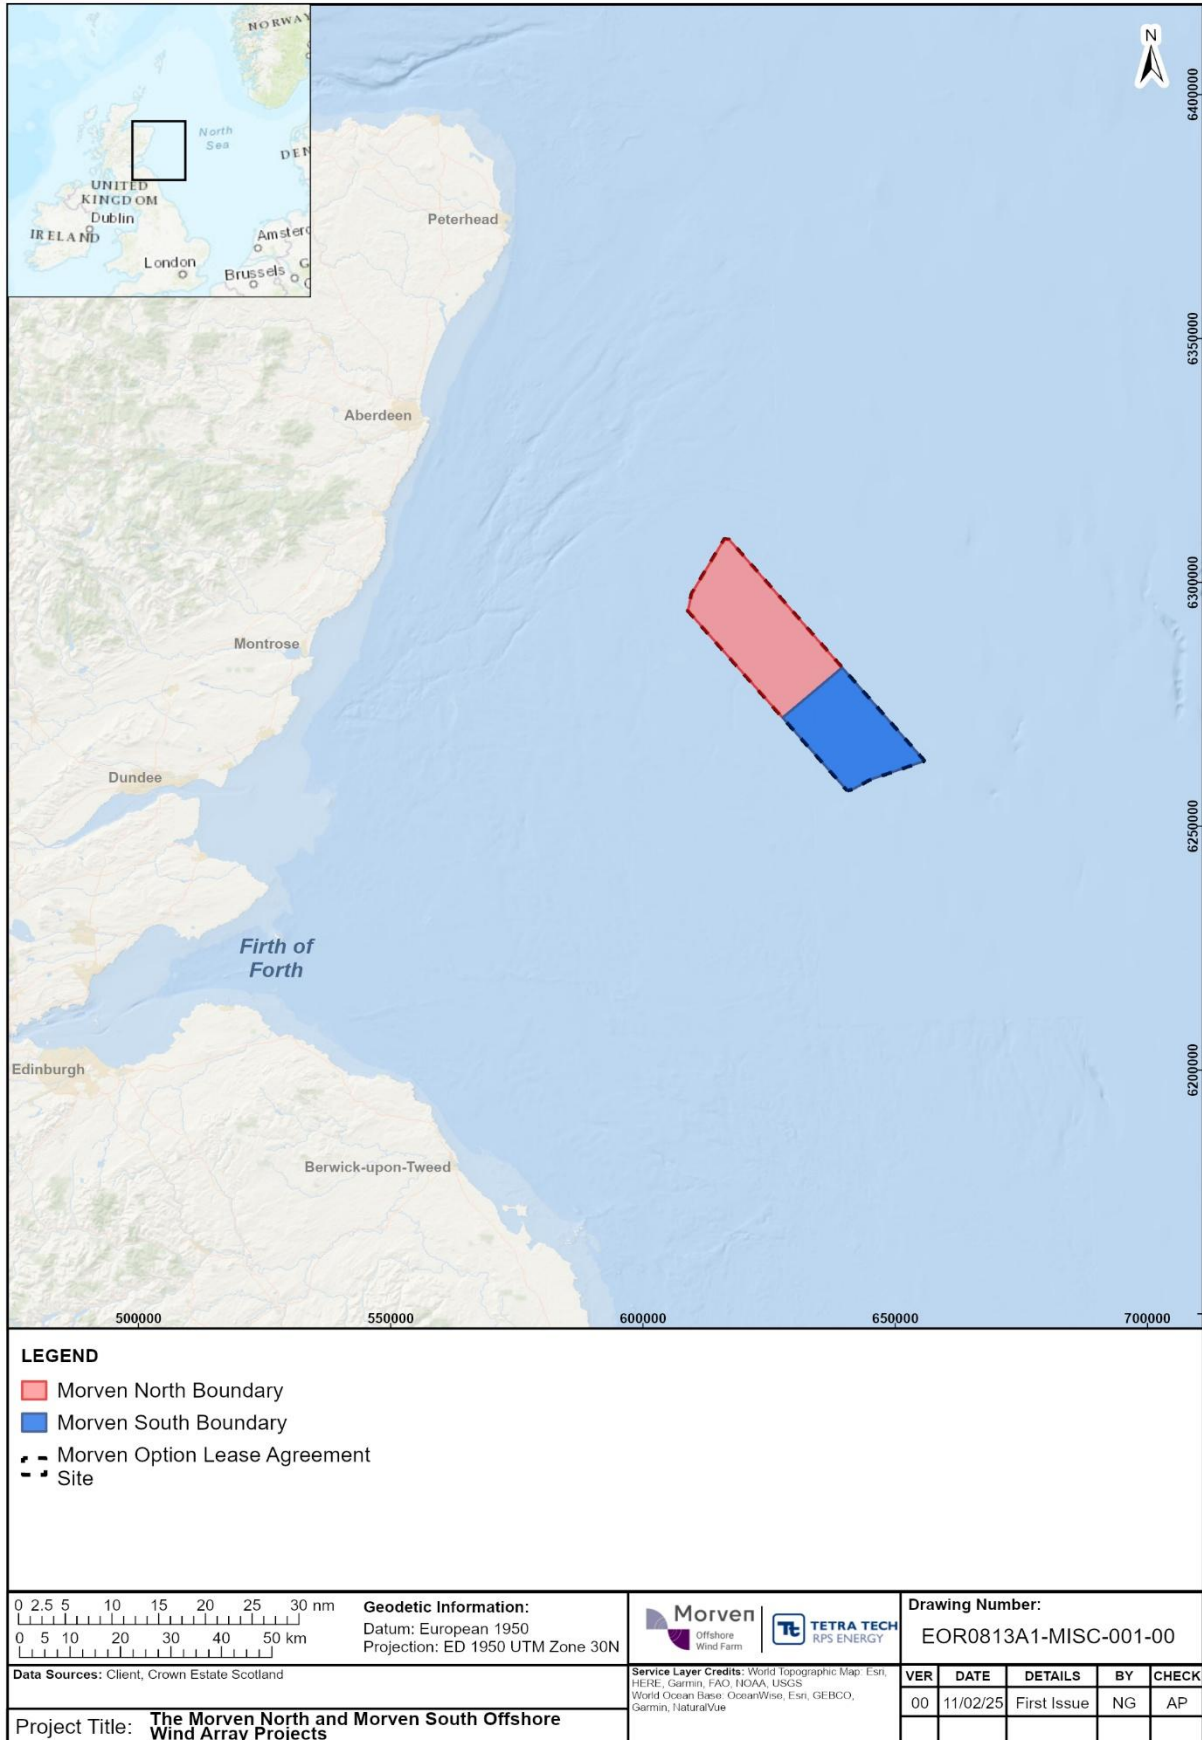 NORWAY
North
Sea
DEN
UNITED
KINGDOM
Dublin
IRELAND
Amsterd
London
Brussels
G
N
6400000
Peterhead
6350000
Aberdeen
6300000
Montrose
Dundee
6250000
Firth of
Forth
6200000
Edinburgh
Berwick-upon-Tweed
500000 550000 600000 650000 700000
LEGEND
Morven North Boundary
Morven South Boundary
Morven Option Lease Agreement
Site
0 2.5 5 10 15 20 25 30 nm
0 5 10 20 30 40 50 km
Geodetic Information:
Datum: European 1950
Projection: ED 1950 UTM Zone 30N
Morven
Offshore
Wind Farm
Tt
TETRA TECH
RPS ENERGY
Drawing Number:
EOR0813A1-MISC-001-00
Data Sources: Client, Crown Estate Scotland
Service Layer Credits: World Topographic Map: Esri,
HERE, Garmin, FAO, NOAA, USGS
World Ocean Base: OceanWise, Esri, GEBCO,
Garmin, NaturalVue
VER DATE DETAILS BY CHECK
00 11/02/25 First Issue NG AP
Project Title: The Morven North and Morven South Offshore
Wind Array Projects